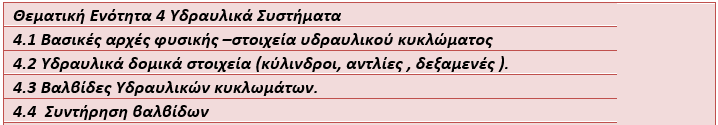 Θεματική Ενότητα 4 Υδραυλικά Συστήματα
4.1 Βασικές αρχές φυσικής –στοιχεία υδραυλικού κυκλώματος
4.2 Υδραυλικά δομικά στοιχεία (κύλινδροι, αντλίες , δεξαμενές ).
4.3 Βαλβίδες Υδραυλικών κυκλωμάτων.
4.4 Συντήρηση βαλβίδων